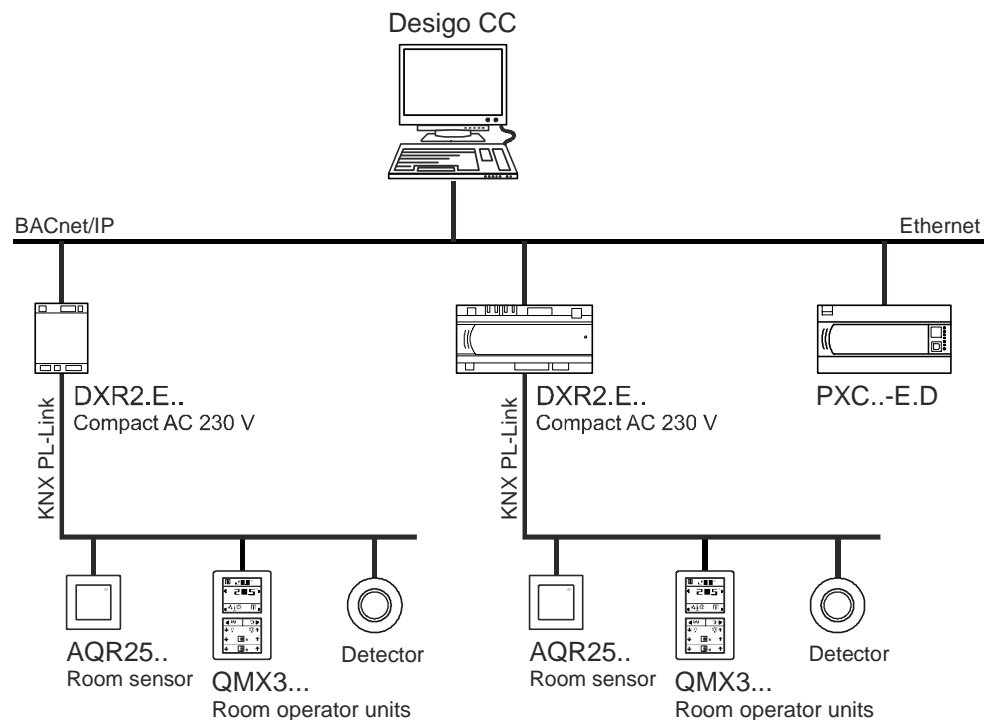 Desigo CC
BACnet/IP
Ethernet
DXR2.E..
Compact AC 230 V
DXR2.E..
Compact AC 230 V
PXC..-E.D
KNX PL-Link
KNX PL-Link
AQR25..
Room sensor
QMX3...
Room operator units
Detector
AQR25..
Room sensor
QMX3...
Room operator units
Detector